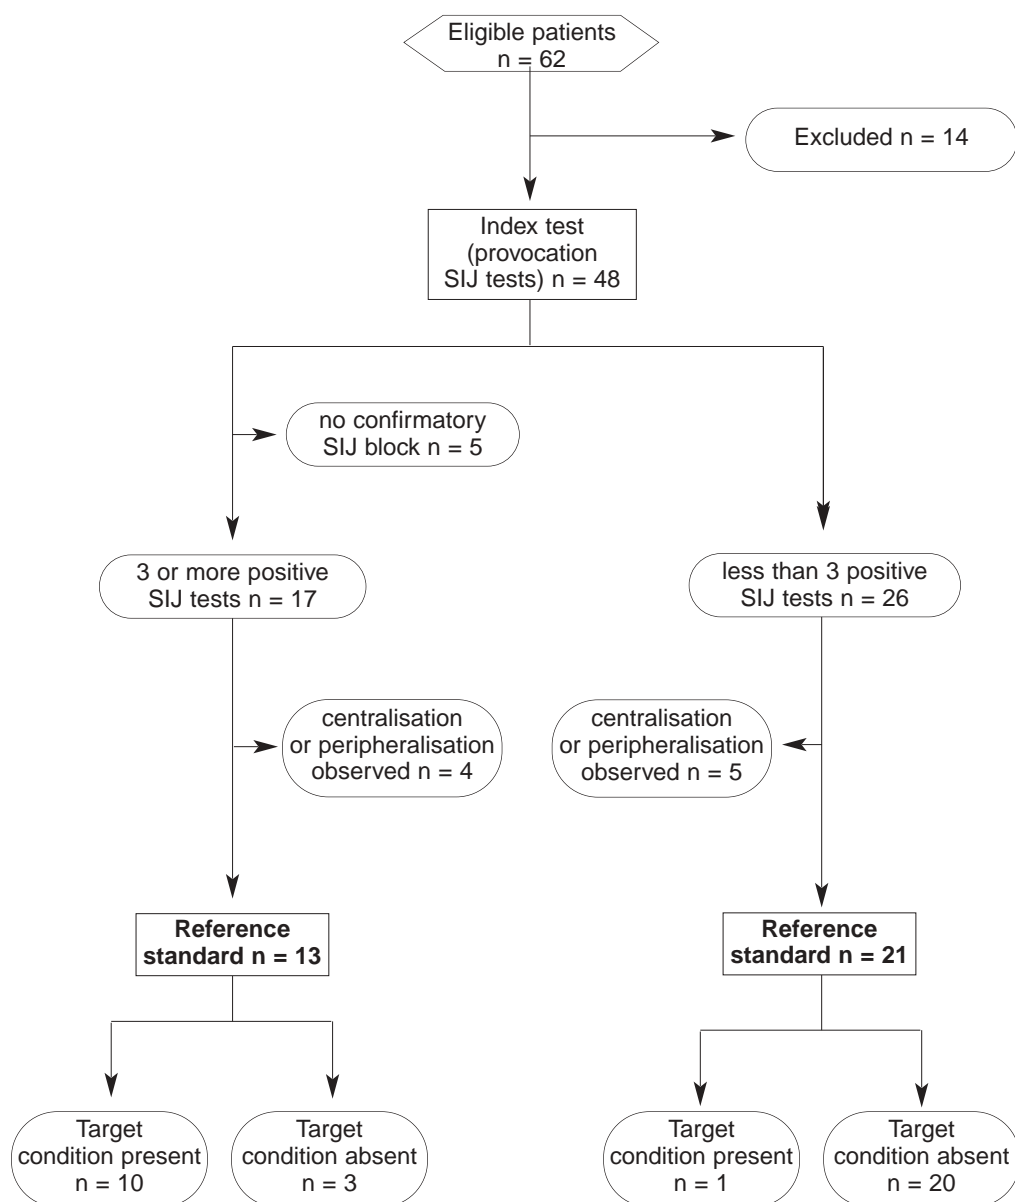 Eligible patients
n = 62
Excluded n = 14
Index test
(provocation
SIJ tests) n = 48
no confirmatory
SIJ block n = 5
3 or more positive
SIJ tests n = 17
less than 3 positive
SIJ tests n = 26
centralisation
or peripheralisation
observed n = 4
centralisation
or peripheralisation
observed n = 5
Reference
standard n = 13
Reference
standard n = 21
Target
condition present
n = 10
Target
condition absent
n = 3
Target
condition present
n = 1
Target
condition absent
n = 20